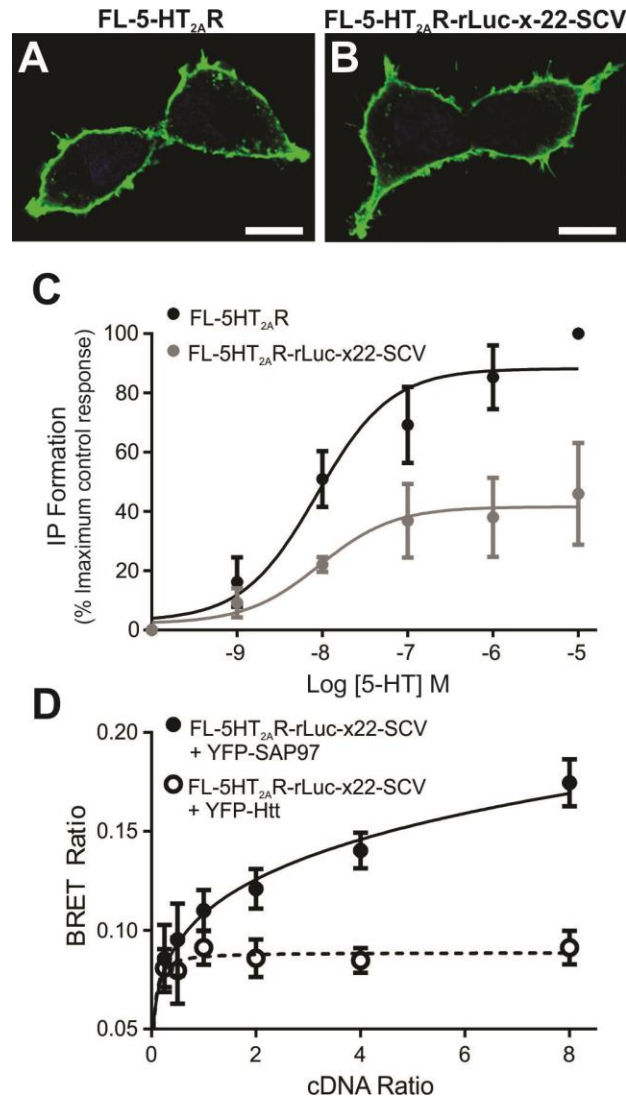 FL-5-HT2AR
FL-5-HT2AR-rLuc-x-22-SCV
A
B
C
FL-5HT2AR
FL-5HT2AR-rLuc-x22-SCV
IP Formation
(% lmaximum control response)
100
80
60
40
20
0
-9
-8
-7
-6
-5
Log [5-HT] M
D
FL-5HT2AR-rLuc-x22-SCV
+ YFP-SAP97
FL-5HT2AR-rLuc-x22-SCV
+ YFP-Htt
BRET Ratio
0.20
0.15
0.10
0.05
0
2
4
6
8
cDNA Ratio